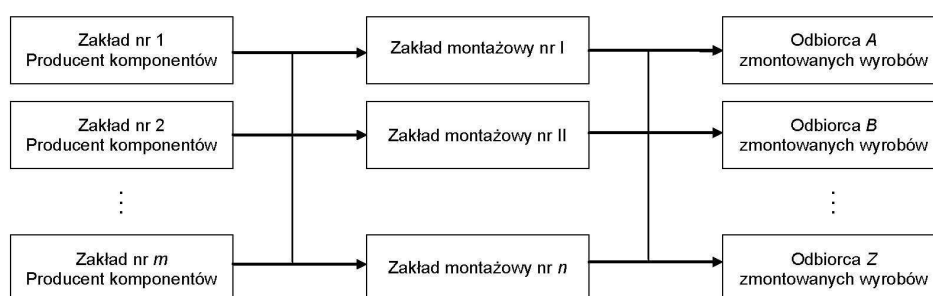 Zakład nr 1
Producent komponentów
Zakład montażowy nr I
Odbiorca A
zmontowanych wyrobów
Zakład nr 2
Producent komponentów
Zakład montażowy nr II
Odbiorca B
zmontowanych wyrobów
Zakład nr m
Producent komponentów
Zakład montażowy nr n
Odbiorca Z
zmontowanych wyrobów